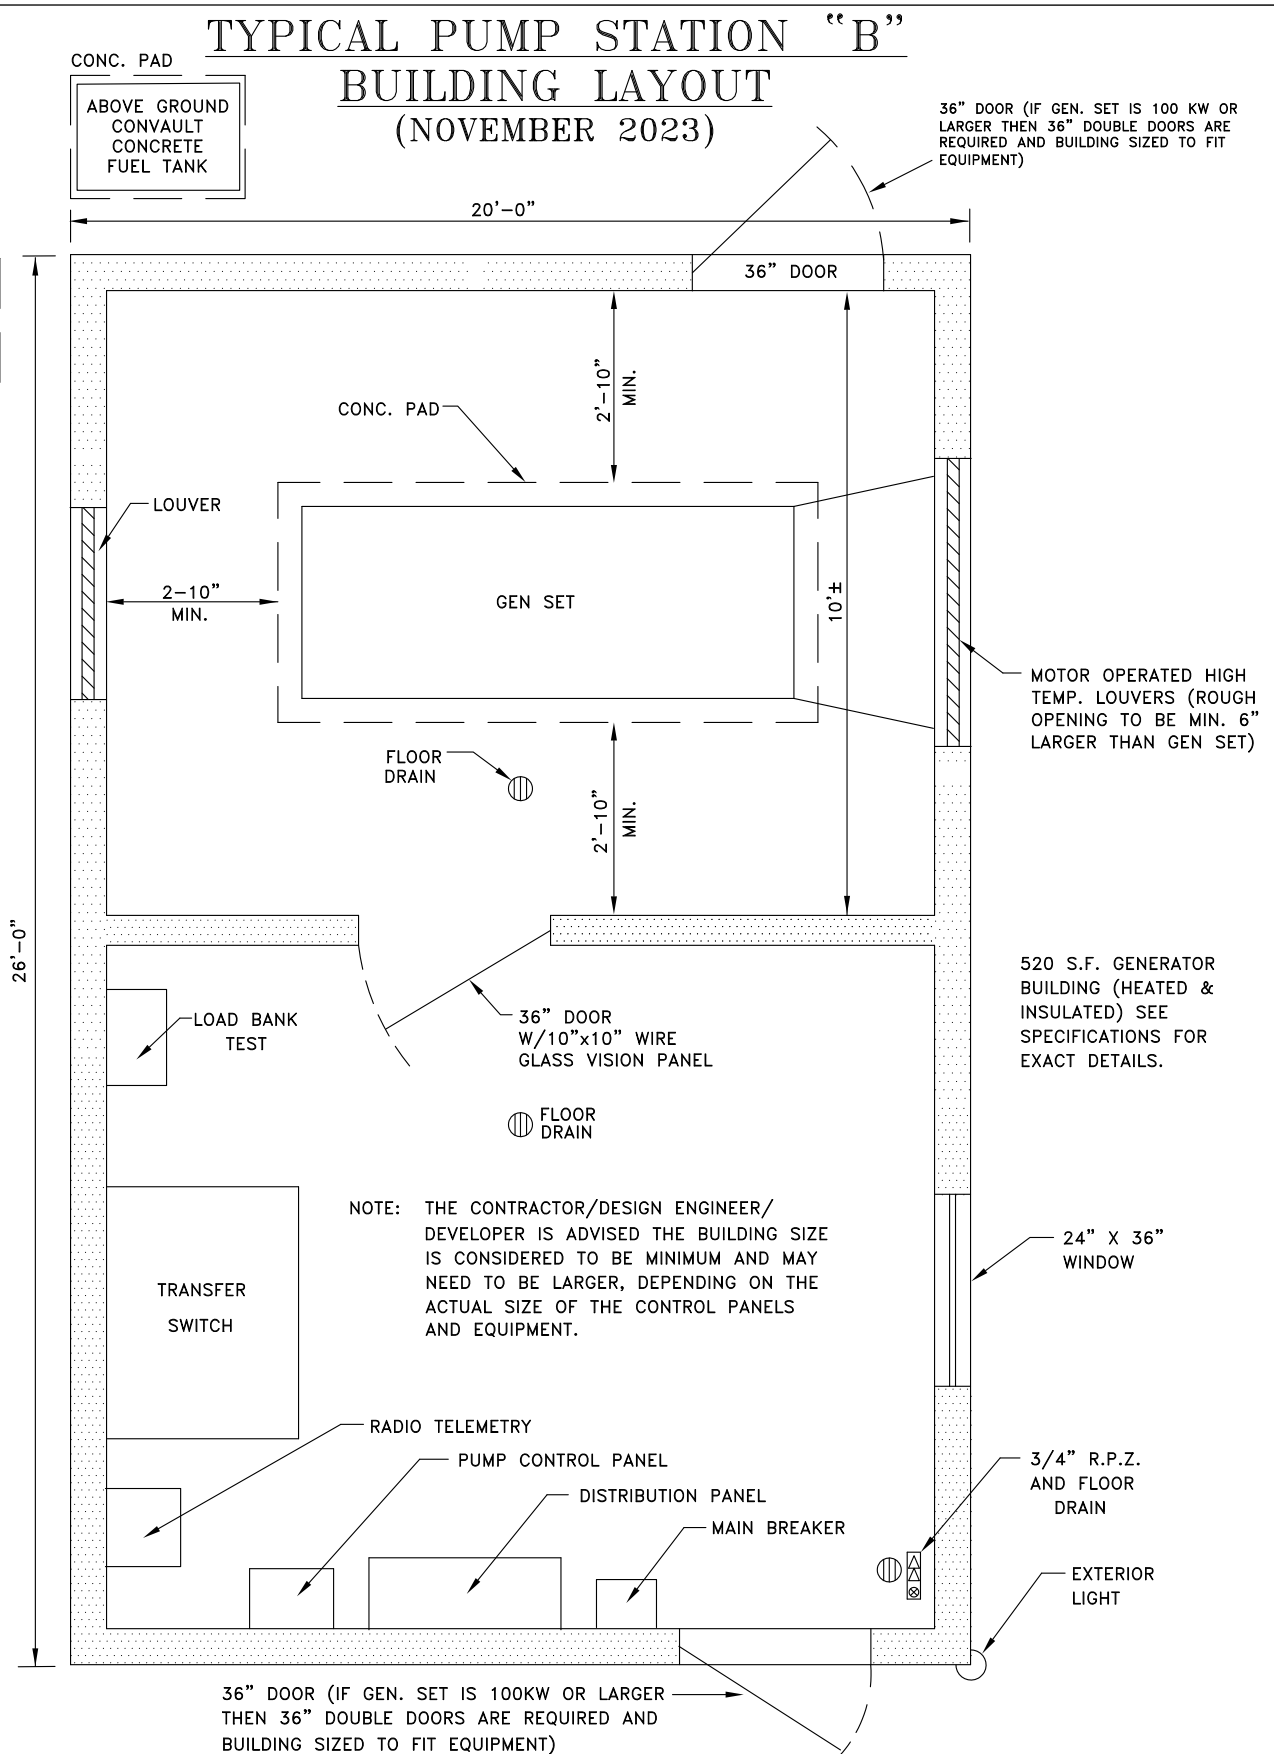 TYPICAL PUMP STATION “B”
BUILDING LAYOUT
(NOVEMBER 2023)
CONC. PAD
ABOVE GROUND
CONVAULT
CONCRETE
FUEL TANK
36” DOOR (IF GEN. SET IS 100 KW OR
LARGER THEN 36” DOUBLE DOORS ARE
REQUIRED AND BUILDING SIZED TO FIT
EQUIPMENT)
20’-0”
36” DOOR
2’-10”
MIN.
CONC. PAD
LOUVER
2-10”
MIN.
GEN SET
10’±
MOTOR OPERATED HIGH
TEMP. LOUVERS (ROUGH
OPENING TO BE MIN. 6”
LARGER THAN GEN SET)
FLOOR
DRAIN
2’-10”
MIN.
26’-0”
520 S.F. GENERATOR
BUILDING (HEATED &
INSULATED) SEE
SPECIFICATIONS FOR
EXACT DETAILS.
LOAD BANK
TEST
36” DOOR
W/10”x10” WIRE
GLASS VISION PANEL
FLOOR
DRAIN
NOTE: THE CONTRACTOR/DESIGN ENGINEER/
DEVELOPER IS ADVISED THE BUILDING SIZE
IS CONSIDERED TO BE MINIMUM AND MAY
NEED TO BE LARGER, DEPENDING ON THE
ACTUAL SIZE OF THE CONTROL PANELS
AND EQUIPMENT.
24” X 36”
WINDOW
TRANSFER
SWITCH
RADIO TELEMETRY
PUMP CONTROL PANEL
DISTRIBUTION PANEL
MAIN BREAKER
3/4” R.P.Z.
AND FLOOR
DRAIN
EXTERIOR
LIGHT
36” DOOR (IF GEN. SET IS 100KW OR LARGER
THEN 36” DOUBLE DOORS ARE REQUIRED AND
BUILDING SIZED TO FIT EQUIPMENT)